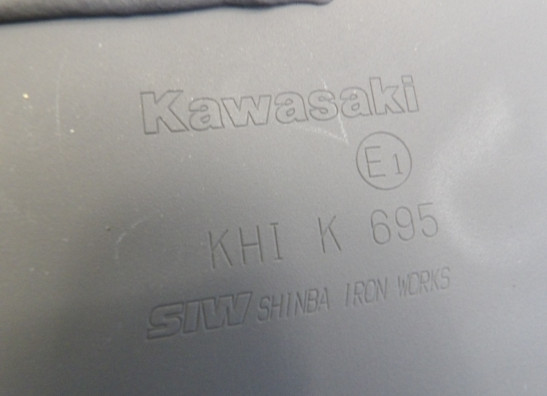 Kawasaki
E1
KHI K 695
SIW SHINBA IRON WORKS